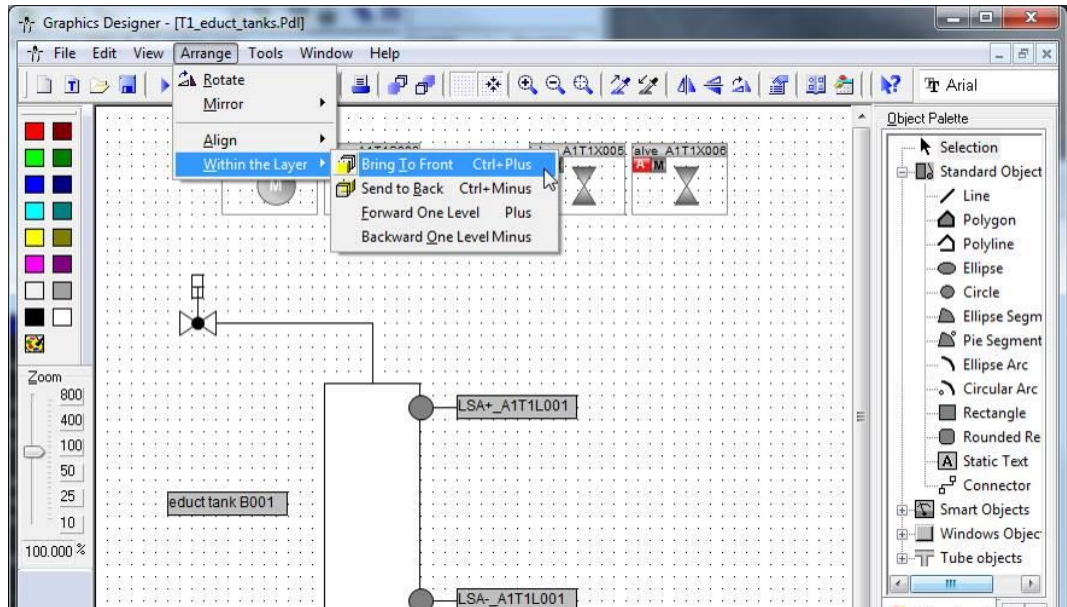 Graphics Designer - [T1_educt_tanks.Pdl]
File Edit View Arrange Tools Window Help
Arial
Rotate
Mirror
Align
Within the Layer
Bring To Front Ctrl+Plus
Send to Back Ctrl+Minus
Forward One Level Plus
Backward One Level Minus
A1T1X005
alve_A1T1X006
M
A M
Zoom
800
400
100
50
25
10
100.000 %
LSA+_A1T1L001
educt tank B001
LSA-_A1T1L001
Object Palette
Selection
Standard Object
Line
Polygon
Polyline
Ellipse
Circle
Ellipse Segm
Pie Segment
Ellipse Arc
Circular Arc
Rectangle
Rounded Re
A Static Text
Connector
Smart Objects
Windows Objec
Tube objects